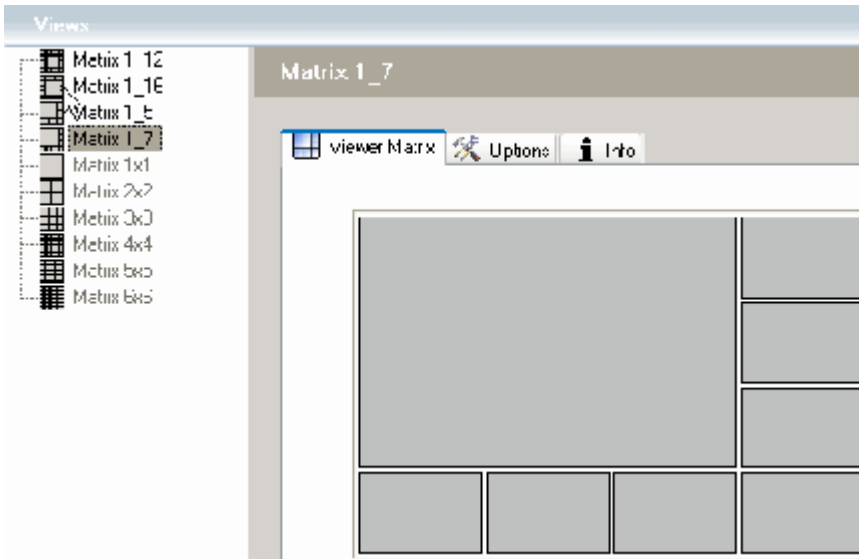 Views
Matrix 1_12
Matrix 1_16
Matrix 1_5
Matrix 1_7
Matrix 1x1
Matrix 2x2
Matrix 3x3
Matrix 4x4
Matrix 5x5
Matrix 6x6
Matrix 1_7
Viewer Matrix Options Info